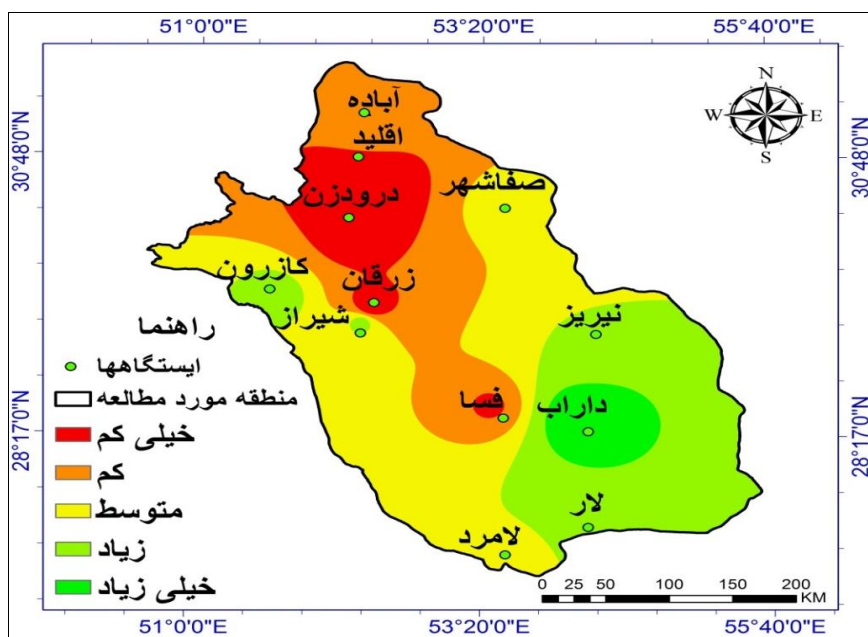 51°0'0"E 53°20'0"E 55°40'0"E
N
W E
S
30°48'0"N 30°48'0"N
آباده
اقلید
صفاشهر
درودزن
کازرون
زرقان
شیراز
نیریز
فسا
داراب
28°17'0"N 28°17'0"N
لار
لامرد
راهنما
ایستگاهها
منطقه مورد مطالعه
خیلی کم
کم
متوسط
زیاد
خیلی زیاد
0 25 50 100 150 200
KM
51°0'0"E 53°20'0"E 55°40'0"E